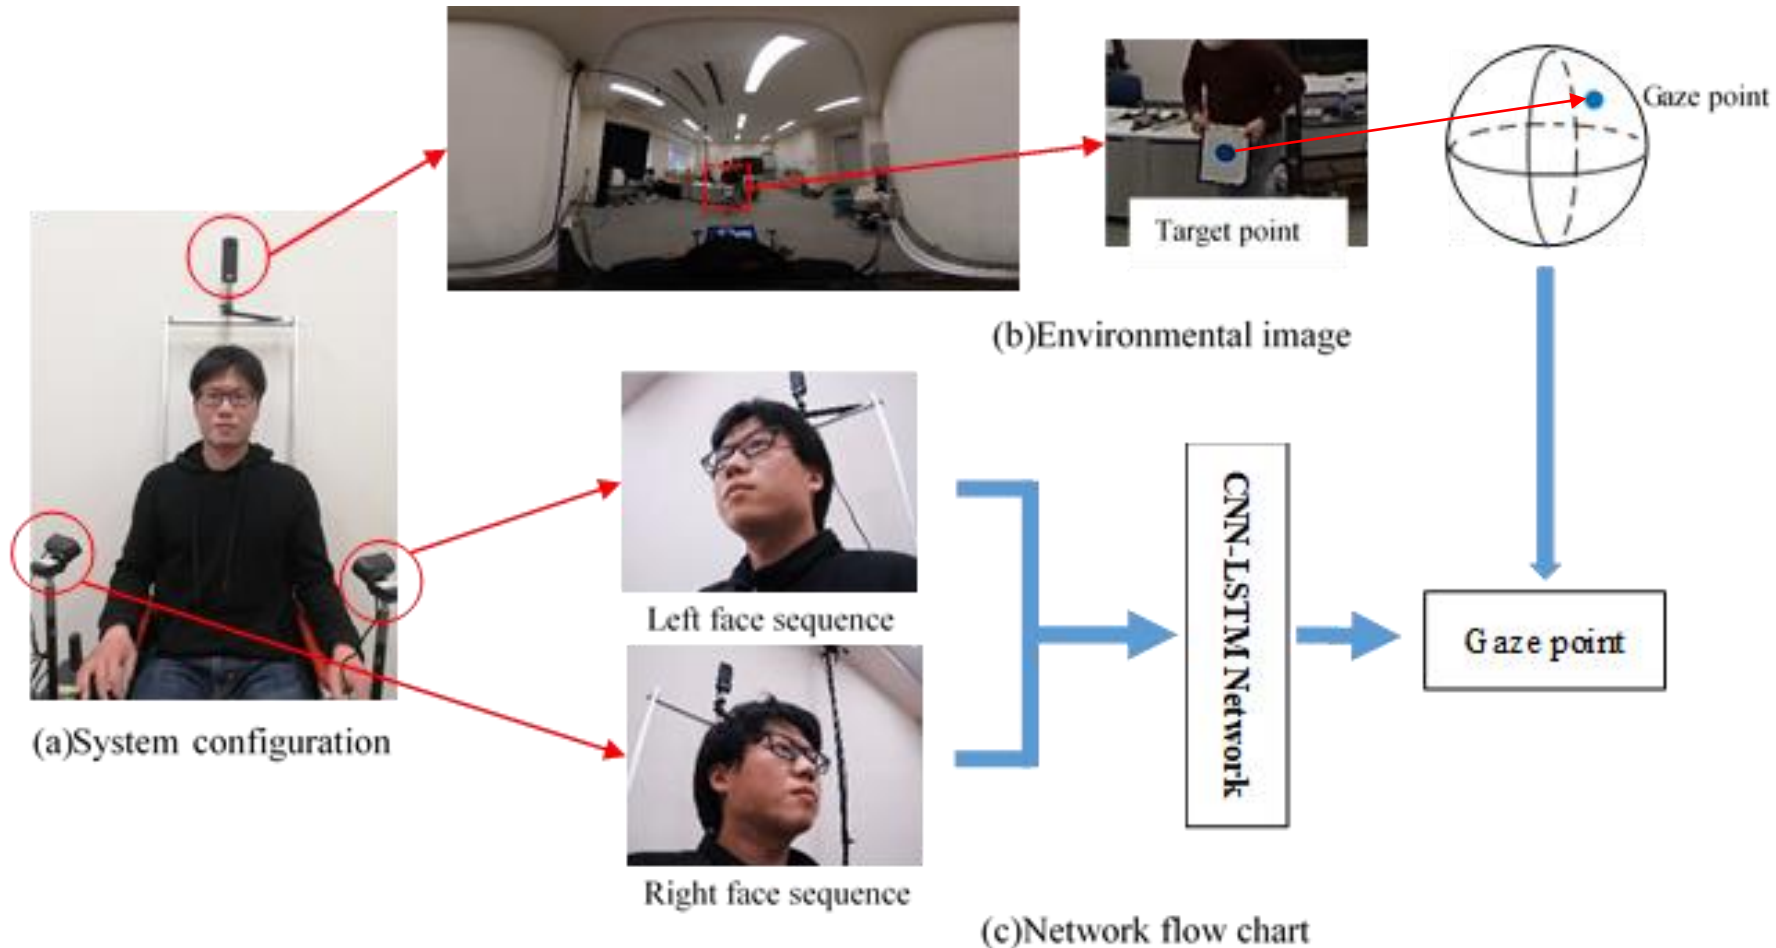 Gaze point
Target point
(b)Environmental image
Left face sequence
CNN-LSTM Network
Gaze point
(a)System configuration
Right face sequence
(c)Network flow chart